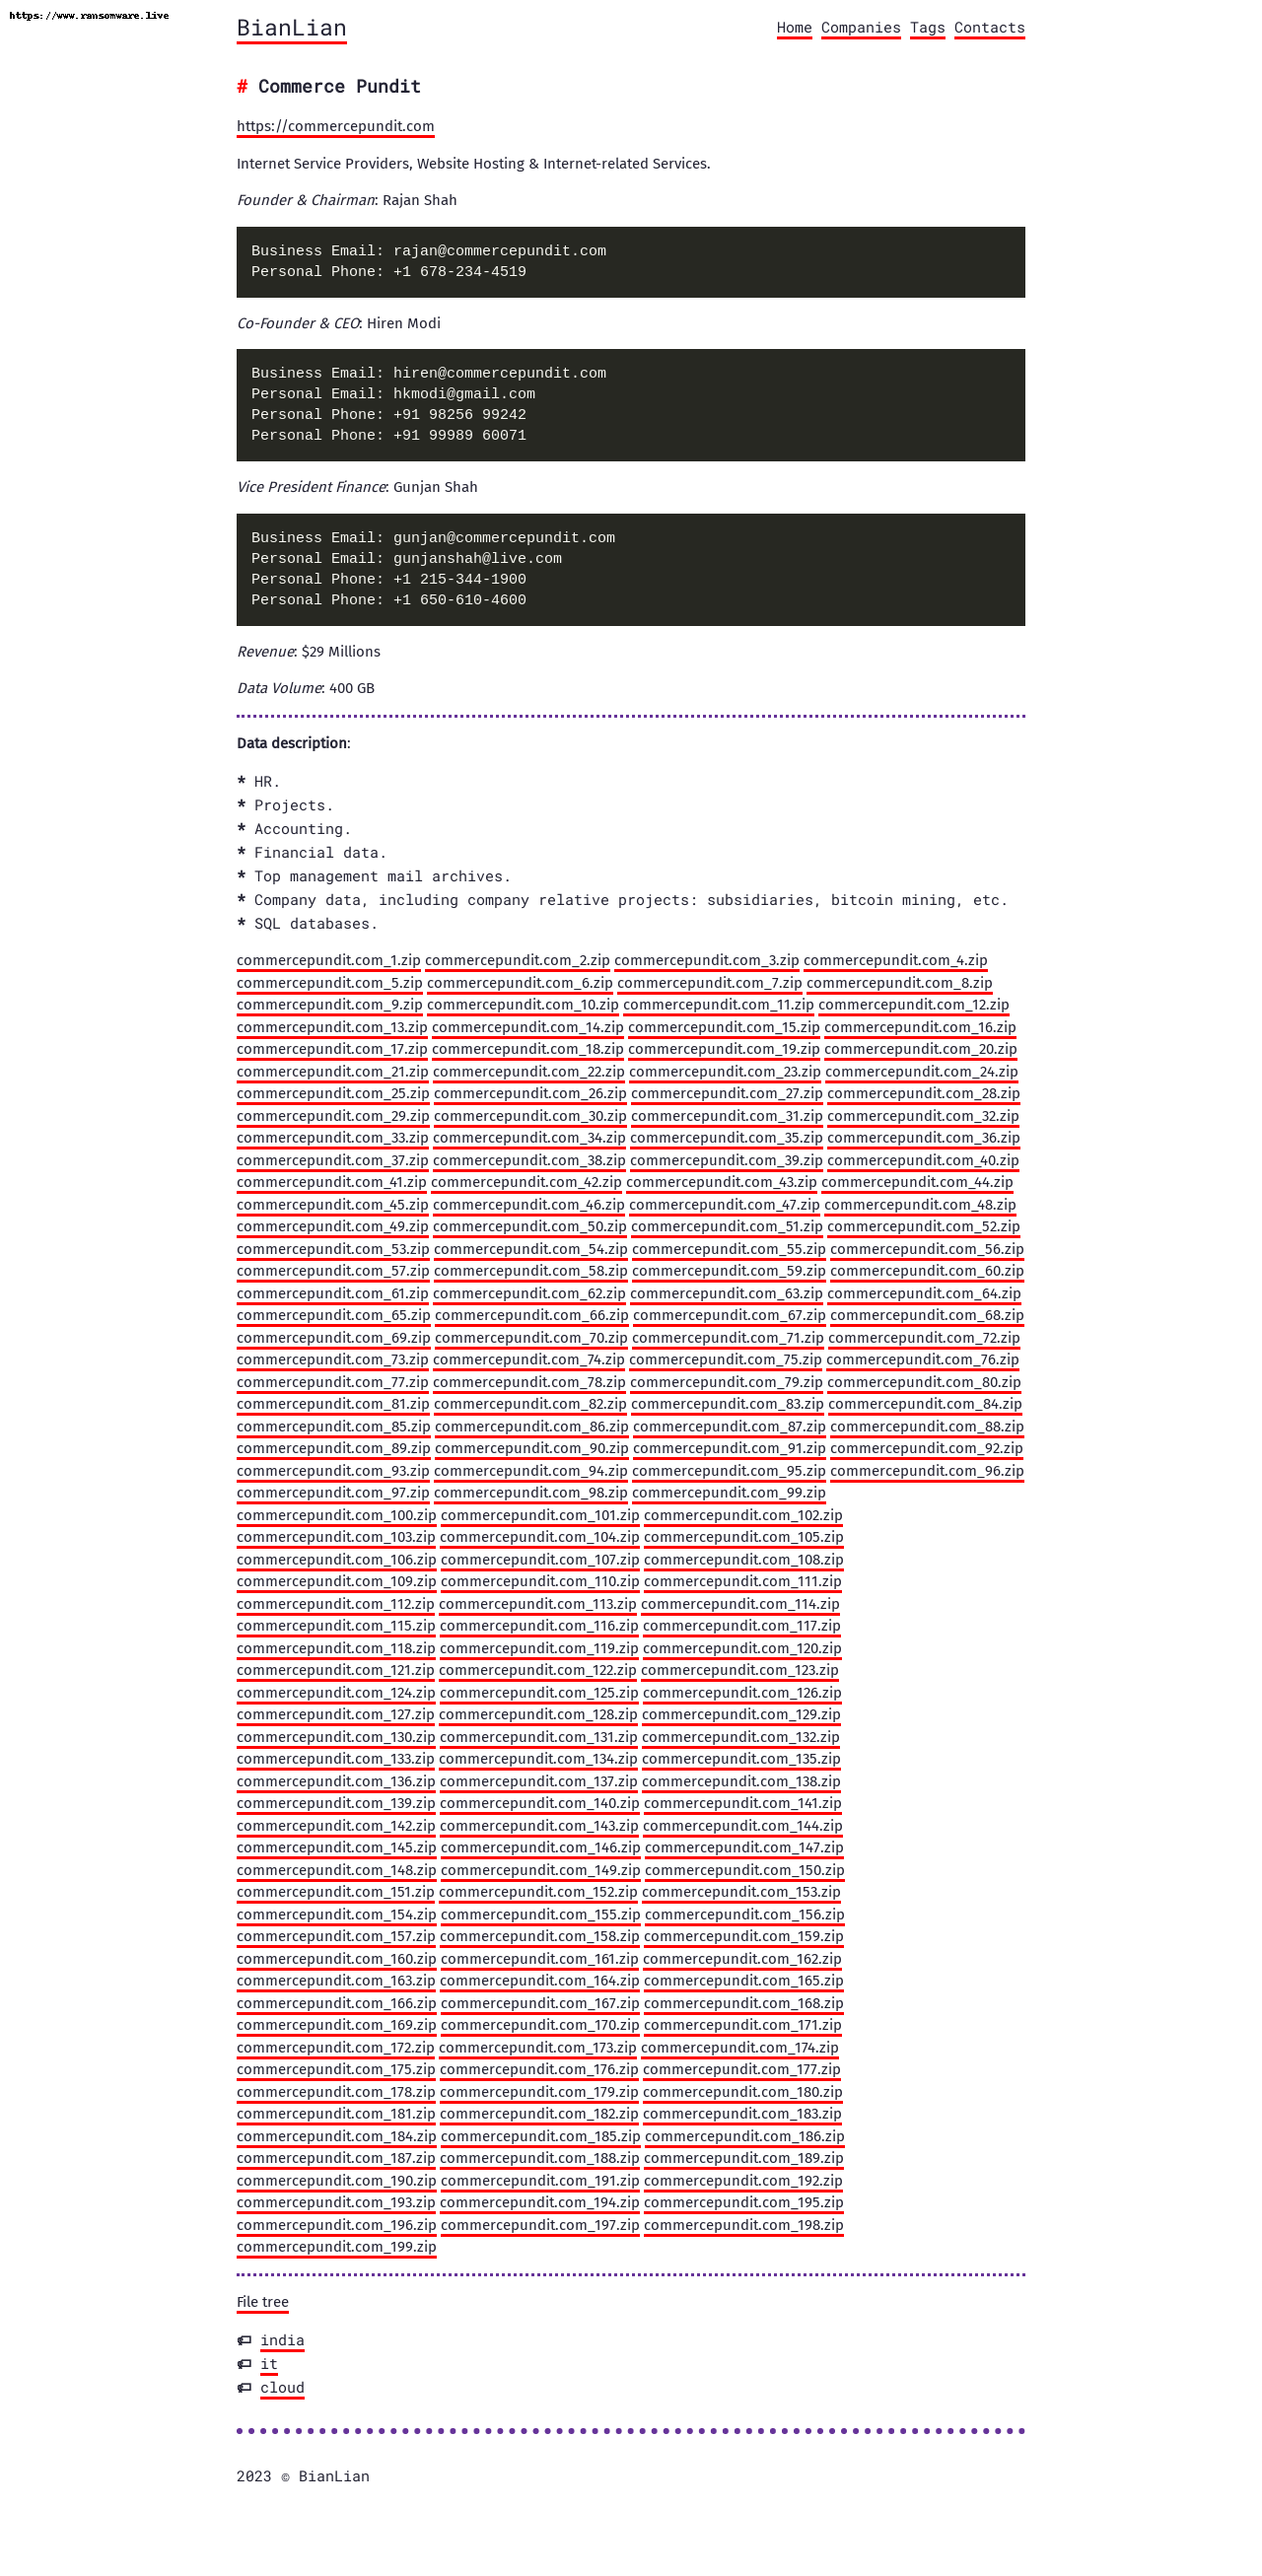 https://www.ransomware.live
BianLian
Home Companies Tags Contacts
# Commerce Pundit
https://commercepundit.com
Internet Service Providers, Website Hosting & Internet-related Services.
Founder & Chairman: Rajan Shah
Business Email: rajan@commercepundit.com
Personal Phone: +1 678-234-4519
Co-Founder & CEO: Hiren Modi
Business Email: hiren@commercepundit.com
Personal Email: hkmodi@gmail.com
Personal Phone: +91 98256 99242
Personal Phone: +91 99989 60071
Vice President Finance: Gunjan Shah
Business Email: gunjan@commercepundit.com
Personal Email: gunjanshah@live.com
Personal Phone: +1 215-344-1900
Personal Phone: +1 650-610-4600
Revenue: $29 Millions
Data Volume: 400 GB
Data description:
* HR.
* Projects.
* Accounting.
* Financial data.
* Top management mail archives.
* Company data, including company relative projects: subsidiaries, bitcoin mining, etc.
* SQL databases.
commercepundit.com_1.zip commercepundit.com_2.zip commercepundit.com_3.zip commercepundit.com_4.zip
commercepundit.com_5.zip commercepundit.com_6.zip commercepundit.com_7.zip commercepundit.com_8.zip
commercepundit.com_9.zip commercepundit.com_10.zip commercepundit.com_11.zip commercepundit.com_12.zip
commercepundit.com_13.zip commercepundit.com_14.zip commercepundit.com_15.zip commercepundit.com_16.zip
commercepundit.com_17.zip commercepundit.com_18.zip commercepundit.com_19.zip commercepundit.com_20.zip
commercepundit.com_21.zip commercepundit.com_22.zip commercepundit.com_23.zip commercepundit.com_24.zip
commercepundit.com_25.zip commercepundit.com_26.zip commercepundit.com_27.zip commercepundit.com_28.zip
commercepundit.com_29.zip commercepundit.com_30.zip commercepundit.com_31.zip commercepundit.com_32.zip
commercepundit.com_33.zip commercepundit.com_34.zip commercepundit.com_35.zip commercepundit.com_36.zip
commercepundit.com_37.zip commercepundit.com_38.zip commercepundit.com_39.zip commercepundit.com_40.zip
commercepundit.com_41.zip commercepundit.com_42.zip commercepundit.com_43.zip commercepundit.com_44.zip
commercepundit.com_45.zip commercepundit.com_46.zip commercepundit.com_47.zip commercepundit.com_48.zip
commercepundit.com_49.zip commercepundit.com_50.zip commercepundit.com_51.zip commercepundit.com_52.zip
commercepundit.com_53.zip commercepundit.com_54.zip commercepundit.com_55.zip commercepundit.com_56.zip
commercepundit.com_57.zip commercepundit.com_58.zip commercepundit.com_59.zip commercepundit.com_60.zip
commercepundit.com_61.zip commercepundit.com_62.zip commercepundit.com_63.zip commercepundit.com_64.zip
commercepundit.com_65.zip commercepundit.com_66.zip commercepundit.com_67.zip commercepundit.com_68.zip
commercepundit.com_69.zip commercepundit.com_70.zip commercepundit.com_71.zip commercepundit.com_72.zip
commercepundit.com_73.zip commercepundit.com_74.zip commercepundit.com_75.zip commercepundit.com_76.zip
commercepundit.com_77.zip commercepundit.com_78.zip commercepundit.com_79.zip commercepundit.com_80.zip
commercepundit.com_81.zip commercepundit.com_82.zip commercepundit.com_83.zip commercepundit.com_84.zip
commercepundit.com_85.zip commercepundit.com_86.zip commercepundit.com_87.zip commercepundit.com_88.zip
commercepundit.com_89.zip commercepundit.com_90.zip commercepundit.com_91.zip commercepundit.com_92.zip
commercepundit.com_93.zip commercepundit.com_94.zip commercepundit.com_95.zip commercepundit.com_96.zip
commercepundit.com_97.zip commercepundit.com_98.zip commercepundit.com_99.zip
commercepundit.com_100.zip commercepundit.com_101.zip commercepundit.com_102.zip
commercepundit.com_103.zip commercepundit.com_104.zip commercepundit.com_105.zip
commercepundit.com_106.zip commercepundit.com_107.zip commercepundit.com_108.zip
commercepundit.com_109.zip commercepundit.com_110.zip commercepundit.com_111.zip
commercepundit.com_112.zip commercepundit.com_113.zip commercepundit.com_114.zip
commercepundit.com_115.zip commercepundit.com_116.zip commercepundit.com_117.zip
commercepundit.com_118.zip commercepundit.com_119.zip commercepundit.com_120.zip
commercepundit.com_121.zip commercepundit.com_122.zip commercepundit.com_123.zip
commercepundit.com_124.zip commercepundit.com_125.zip commercepundit.com_126.zip
commercepundit.com_127.zip commercepundit.com_128.zip commercepundit.com_129.zip
commercepundit.com_130.zip commercepundit.com_131.zip commercepundit.com_132.zip
commercepundit.com_133.zip commercepundit.com_134.zip commercepundit.com_135.zip
commercepundit.com_136.zip commercepundit.com_137.zip commercepundit.com_138.zip
commercepundit.com_139.zip commercepundit.com_140.zip commercepundit.com_141.zip
commercepundit.com_142.zip commercepundit.com_143.zip commercepundit.com_144.zip
commercepundit.com_145.zip commercepundit.com_146.zip commercepundit.com_147.zip
commercepundit.com_148.zip commercepundit.com_149.zip commercepundit.com_150.zip
commercepundit.com_151.zip commercepundit.com_152.zip commercepundit.com_153.zip
commercepundit.com_154.zip commercepundit.com_155.zip commercepundit.com_156.zip
commercepundit.com_157.zip commercepundit.com_158.zip commercepundit.com_159.zip
commercepundit.com_160.zip commercepundit.com_161.zip commercepundit.com_162.zip
commercepundit.com_163.zip commercepundit.com_164.zip commercepundit.com_165.zip
commercepundit.com_166.zip commercepundit.com_167.zip commercepundit.com_168.zip
commercepundit.com_169.zip commercepundit.com_170.zip commercepundit.com_171.zip
commercepundit.com_172.zip commercepundit.com_173.zip commercepundit.com_174.zip
commercepundit.com_175.zip commercepundit.com_176.zip commercepundit.com_177.zip
commercepundit.com_178.zip commercepundit.com_179.zip commercepundit.com_180.zip
commercepundit.com_181.zip commercepundit.com_182.zip commercepundit.com_183.zip
commercepundit.com_184.zip commercepundit.com_185.zip commercepundit.com_186.zip
commercepundit.com_187.zip commercepundit.com_188.zip commercepundit.com_189.zip
commercepundit.com_190.zip commercepundit.com_191.zip commercepundit.com_192.zip
commercepundit.com_193.zip commercepundit.com_194.zip commercepundit.com_195.zip
commercepundit.com_196.zip commercepundit.com_197.zip commercepundit.com_198.zip
commercepundit.com_199.zip
File tree
india
it
cloud
2023 © BianLian